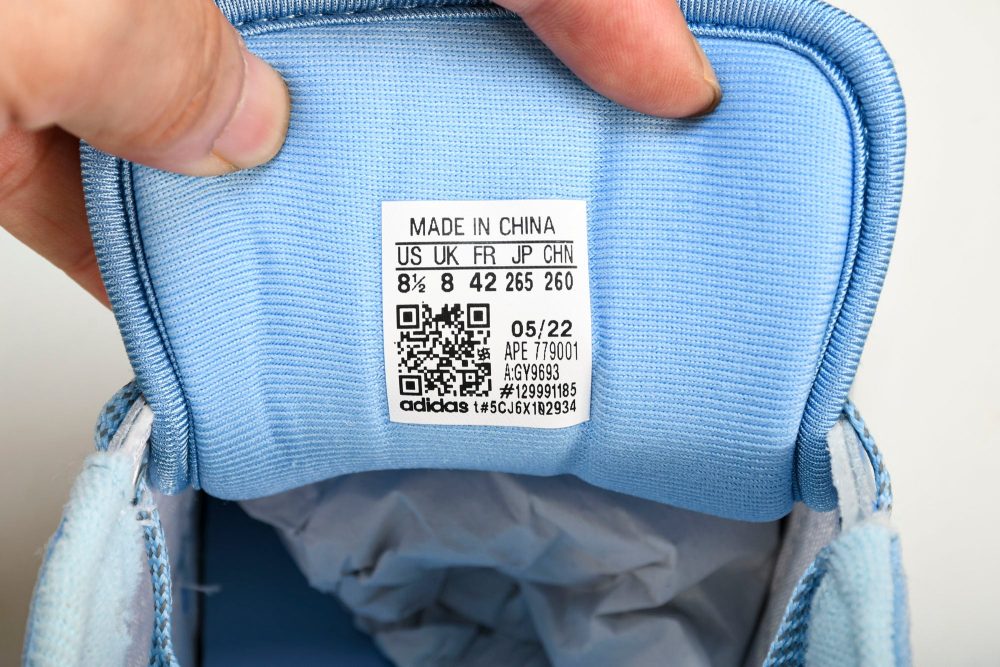 MADE IN CHINA
US UK FR JP CHN
8½ 8 42 265 260
05/22
APE 779001
A:GY9693
#129991185
adidas t#5CJ6X102934